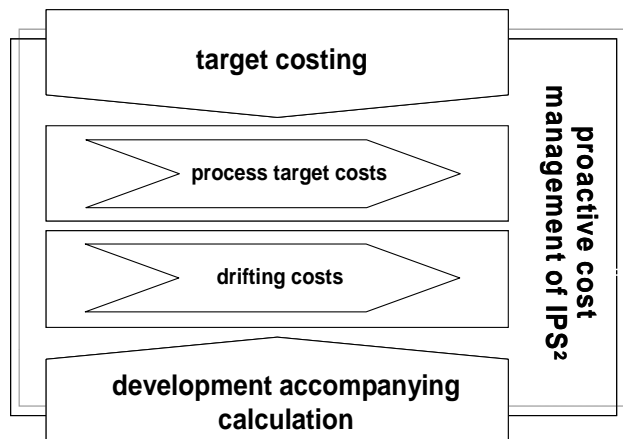 target costing
process target costs
drifting costs
development accompanying
calculation
proactive cost
management of IPS²